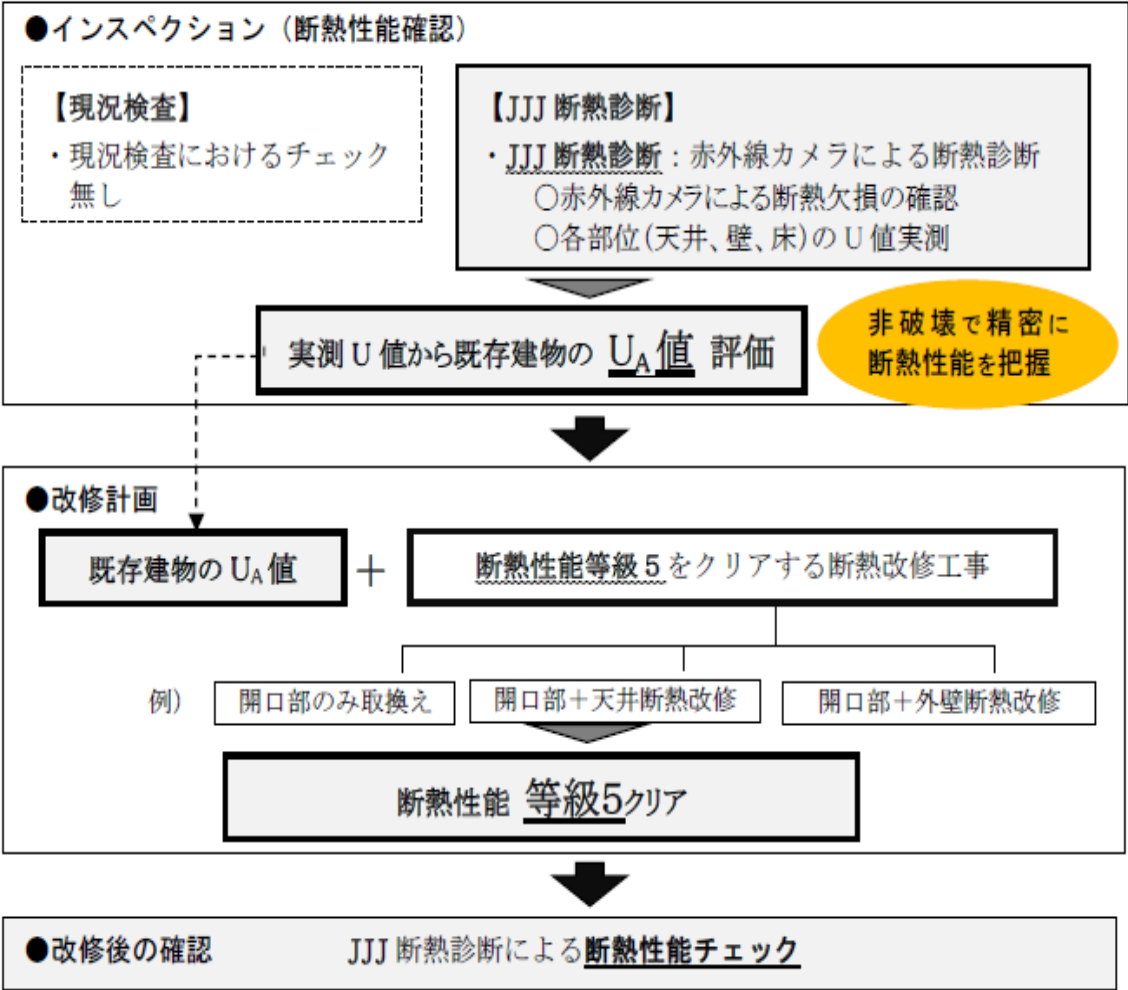 ●インスペクション（断熱性能確認）
【現況検査】
・現況検査におけるチェック
無し
【JJJ 断熱診断】
・JJJ 断熱診断：赤外線カメラによる断熱診断
○赤外線カメラによる断熱欠損の確認
○各部位(天井、壁、床)の U 値実測
実測 U 値から既存建物の UA値 評価
非破壊で精密に
断熱性能を把握
●改修計画
既存建物の UA 値
＋
断熱性能等級 5 をクリアする断熱改修工事
例）
開口部のみ取換え
開口部＋天井断熱改修
開口部＋外壁断熱改修
断熱性能 等級5クリア
●改修後の確認 JJJ 断熱診断による断熱性能チェック